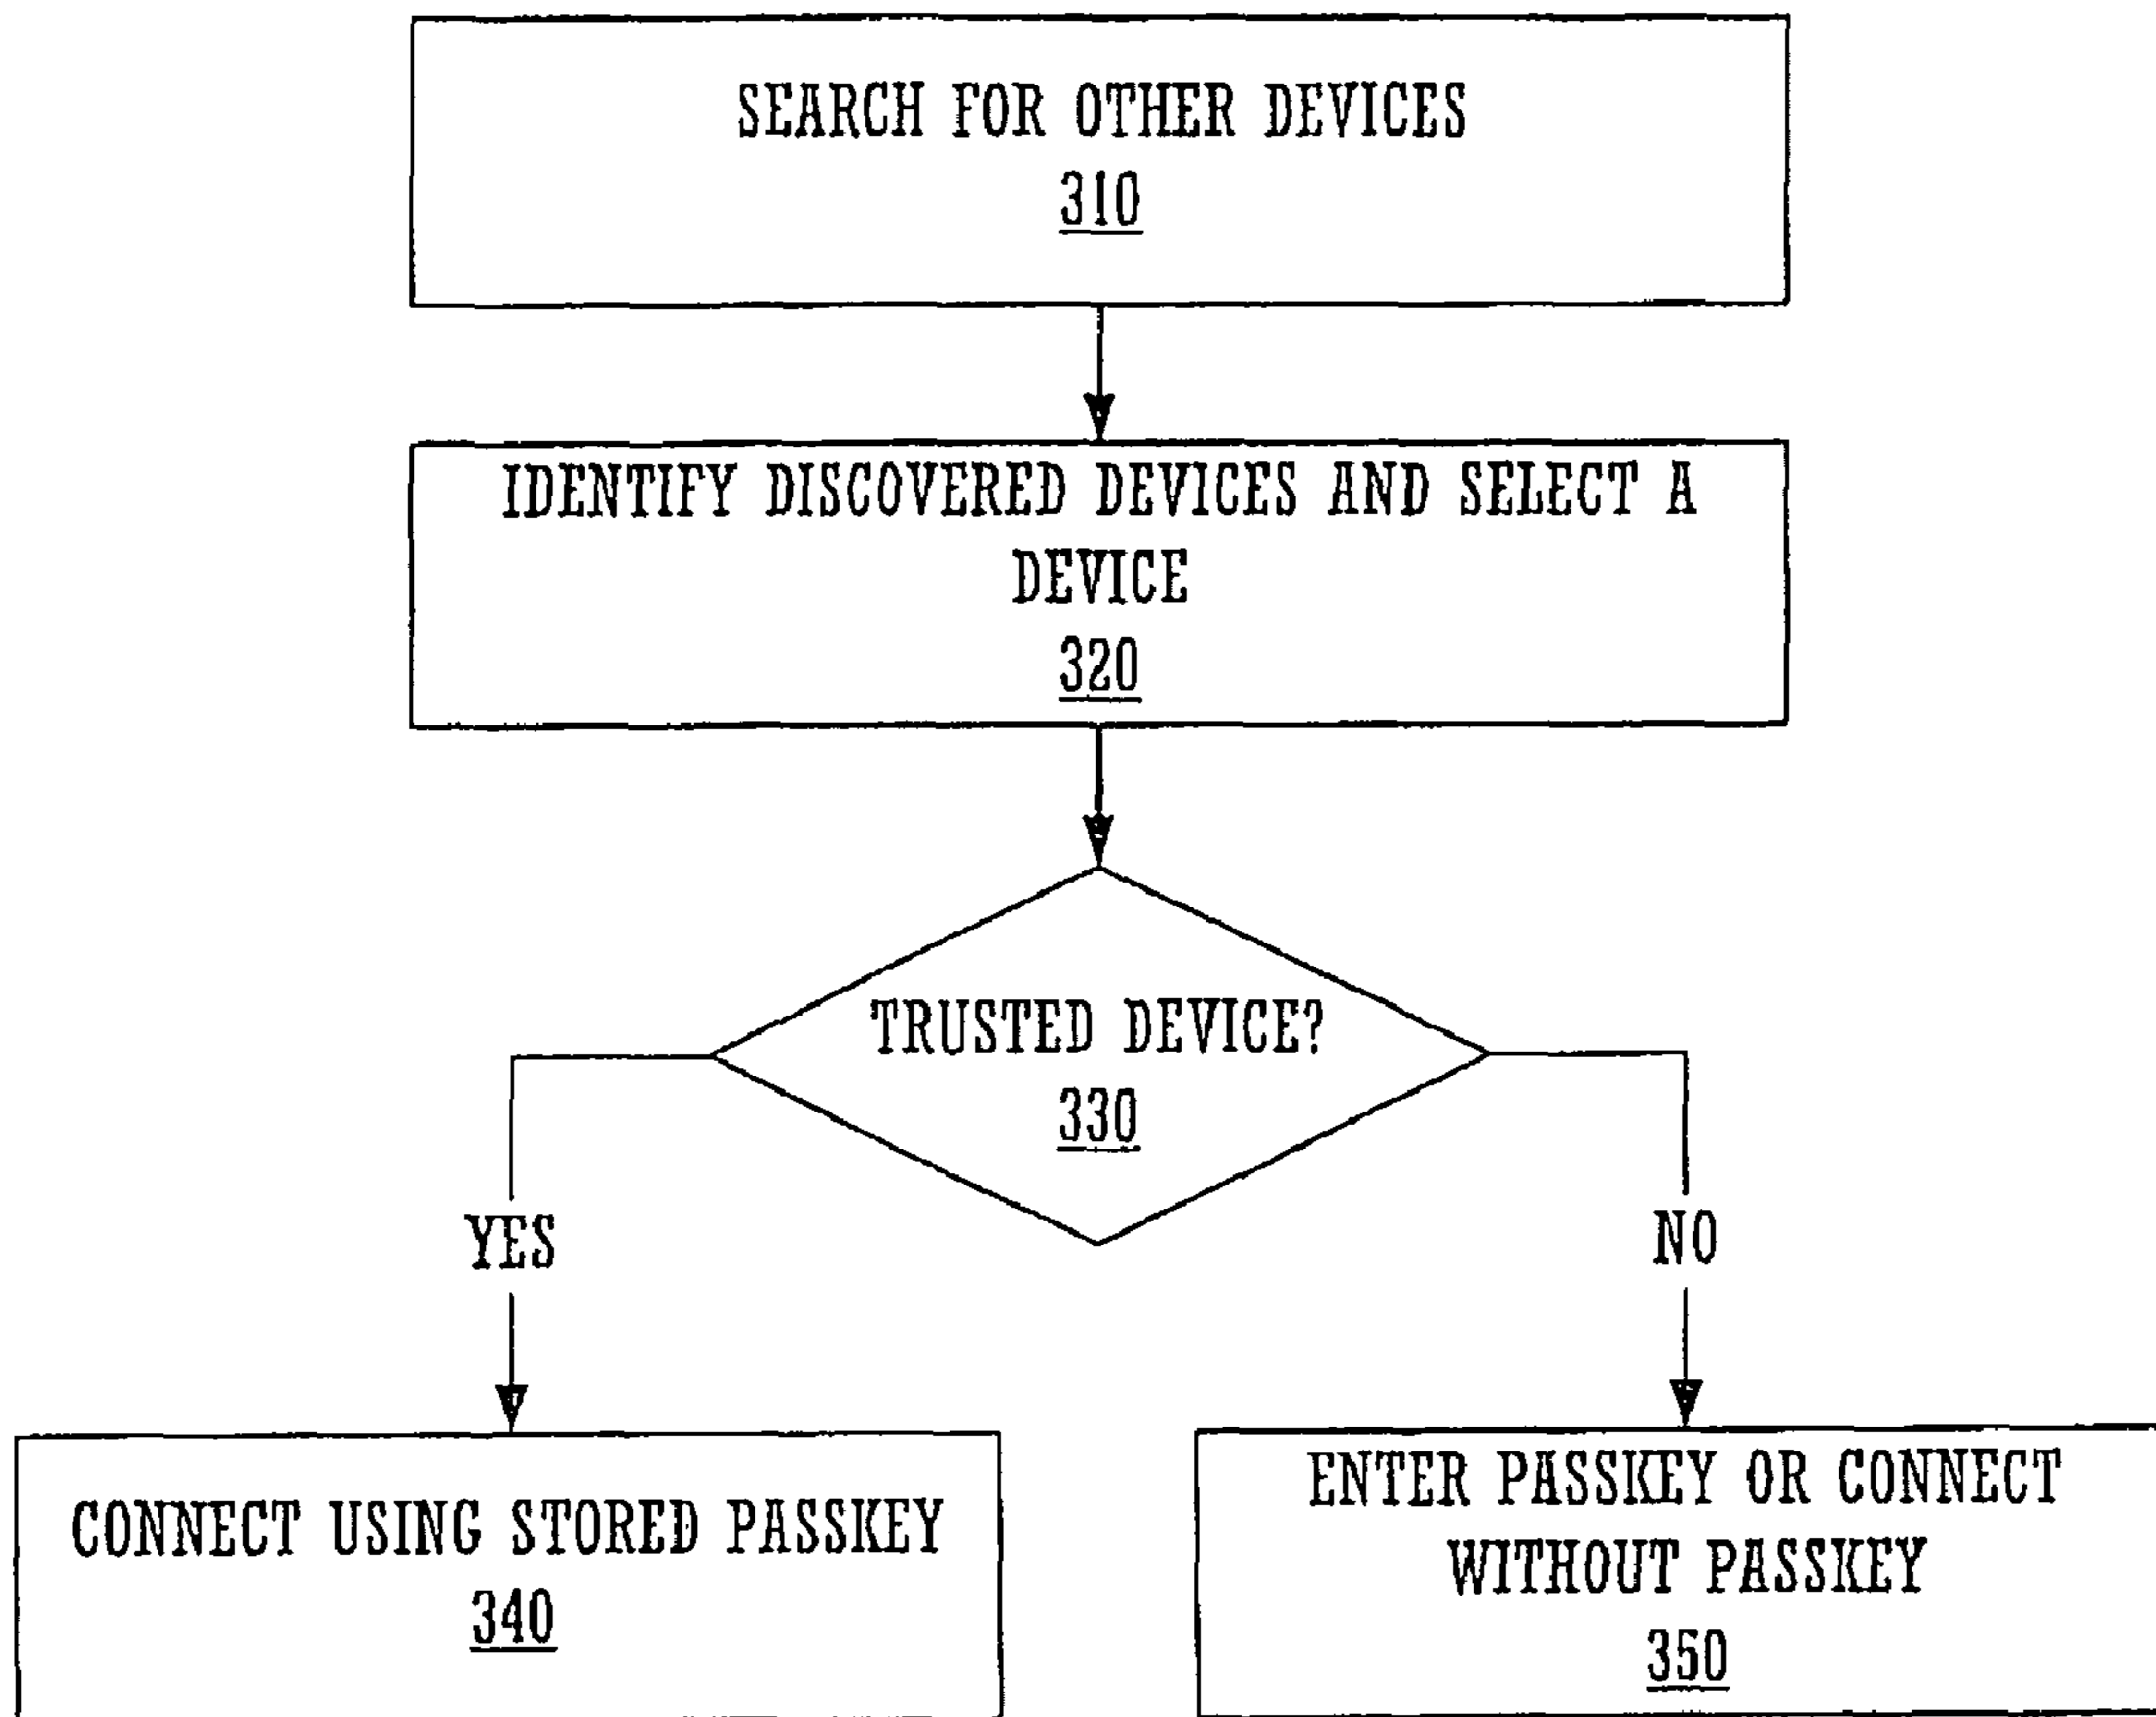 SEARCH FOR OTHER DEVICES
310
IDENTIFY DISCOVERED DEVICES AND SELECT A
DEVICE
320
TRUSTED DEVICE?
330
YES
NO
CONNECT USING STORED PASSKEY
340
ENTER PASSKEY OR CONNECT
WITHOUT PASSKEY
350